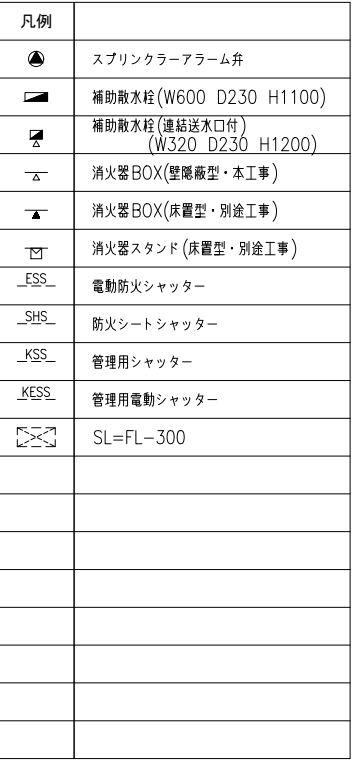 凡例
スプリンクラーアラーム弁
補助散水栓(W600 D230 H1100)
補助散水栓(連結送水口付)
(W320 D230 H1200)
消火器BOX(壁隠蔽型・本工事)
消火器BOX(床置型・別途工事)
消火器スタンド(床置型・別途工事)
ESS 電動防火シャッター
SHS 防火シートシャッター
KSS 管理用シャッター
KESS 管理用電動シャッター
SL=FL-300